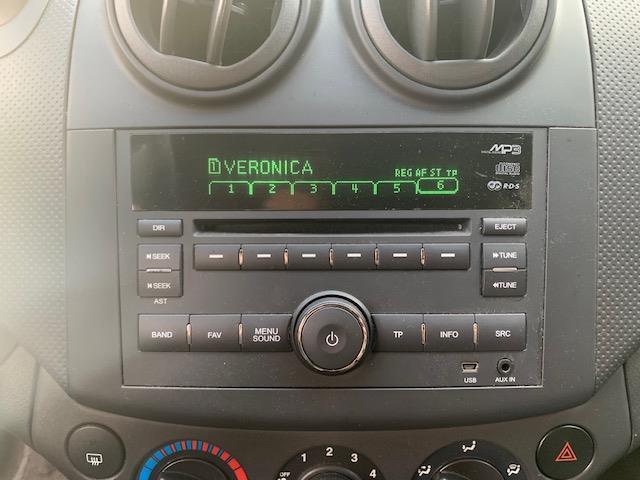 MP3
1 VERONICA
REG AF ST TP
1 2 3 4 5 6
R·D·S
DIR
EJECT
SEEK
TUNE
SEEK
TUNE
AST
BAND FAV MENU SOUND TP INFO SRC
USB AUX IN
OFF 1 2 3 4